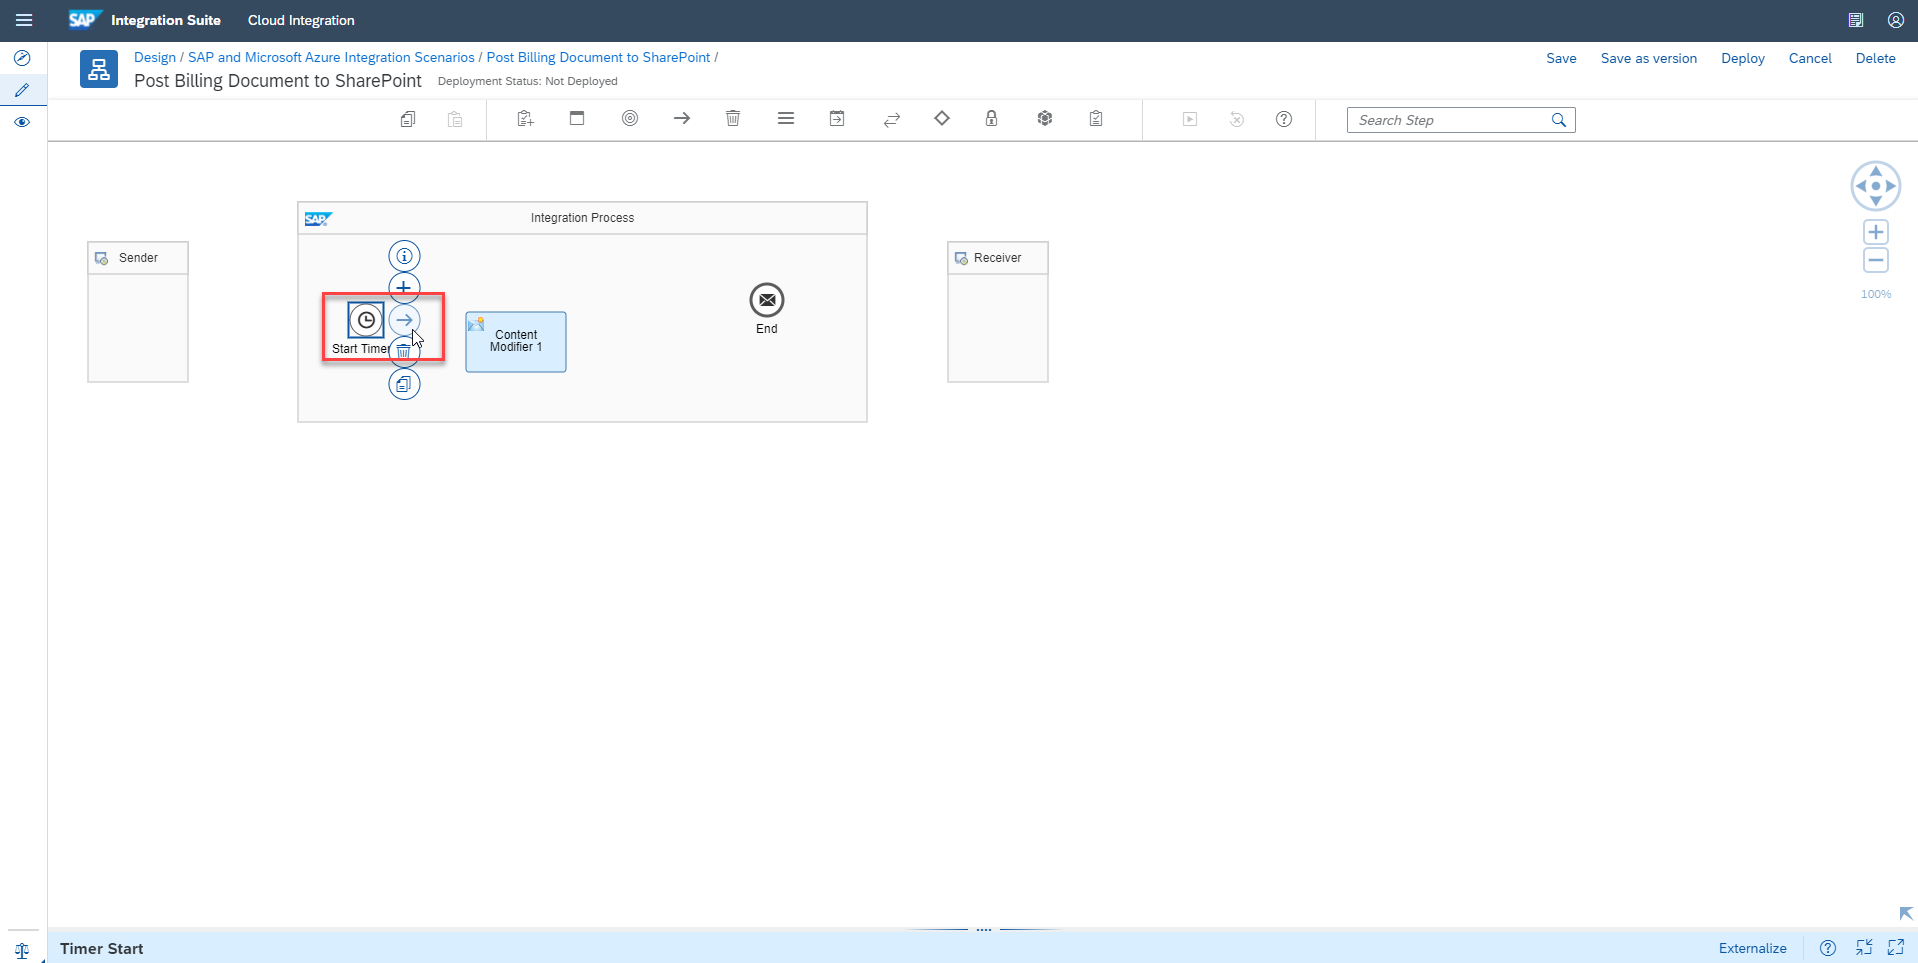 SAP Integration Suite Cloud Integration
Design / SAP and Microsoft Azure Integration Scenarios / Post Billing Document to SharePoint /
Post Billing Document to SharePoint Deployment Status: Not Deployed
Save Save as version Deploy Cancel Delete
Search Step
SAP Integration Process
Sender
Receiver
Start Timer
Content
Modifier 1
End
100%
Timer Start
Externalize